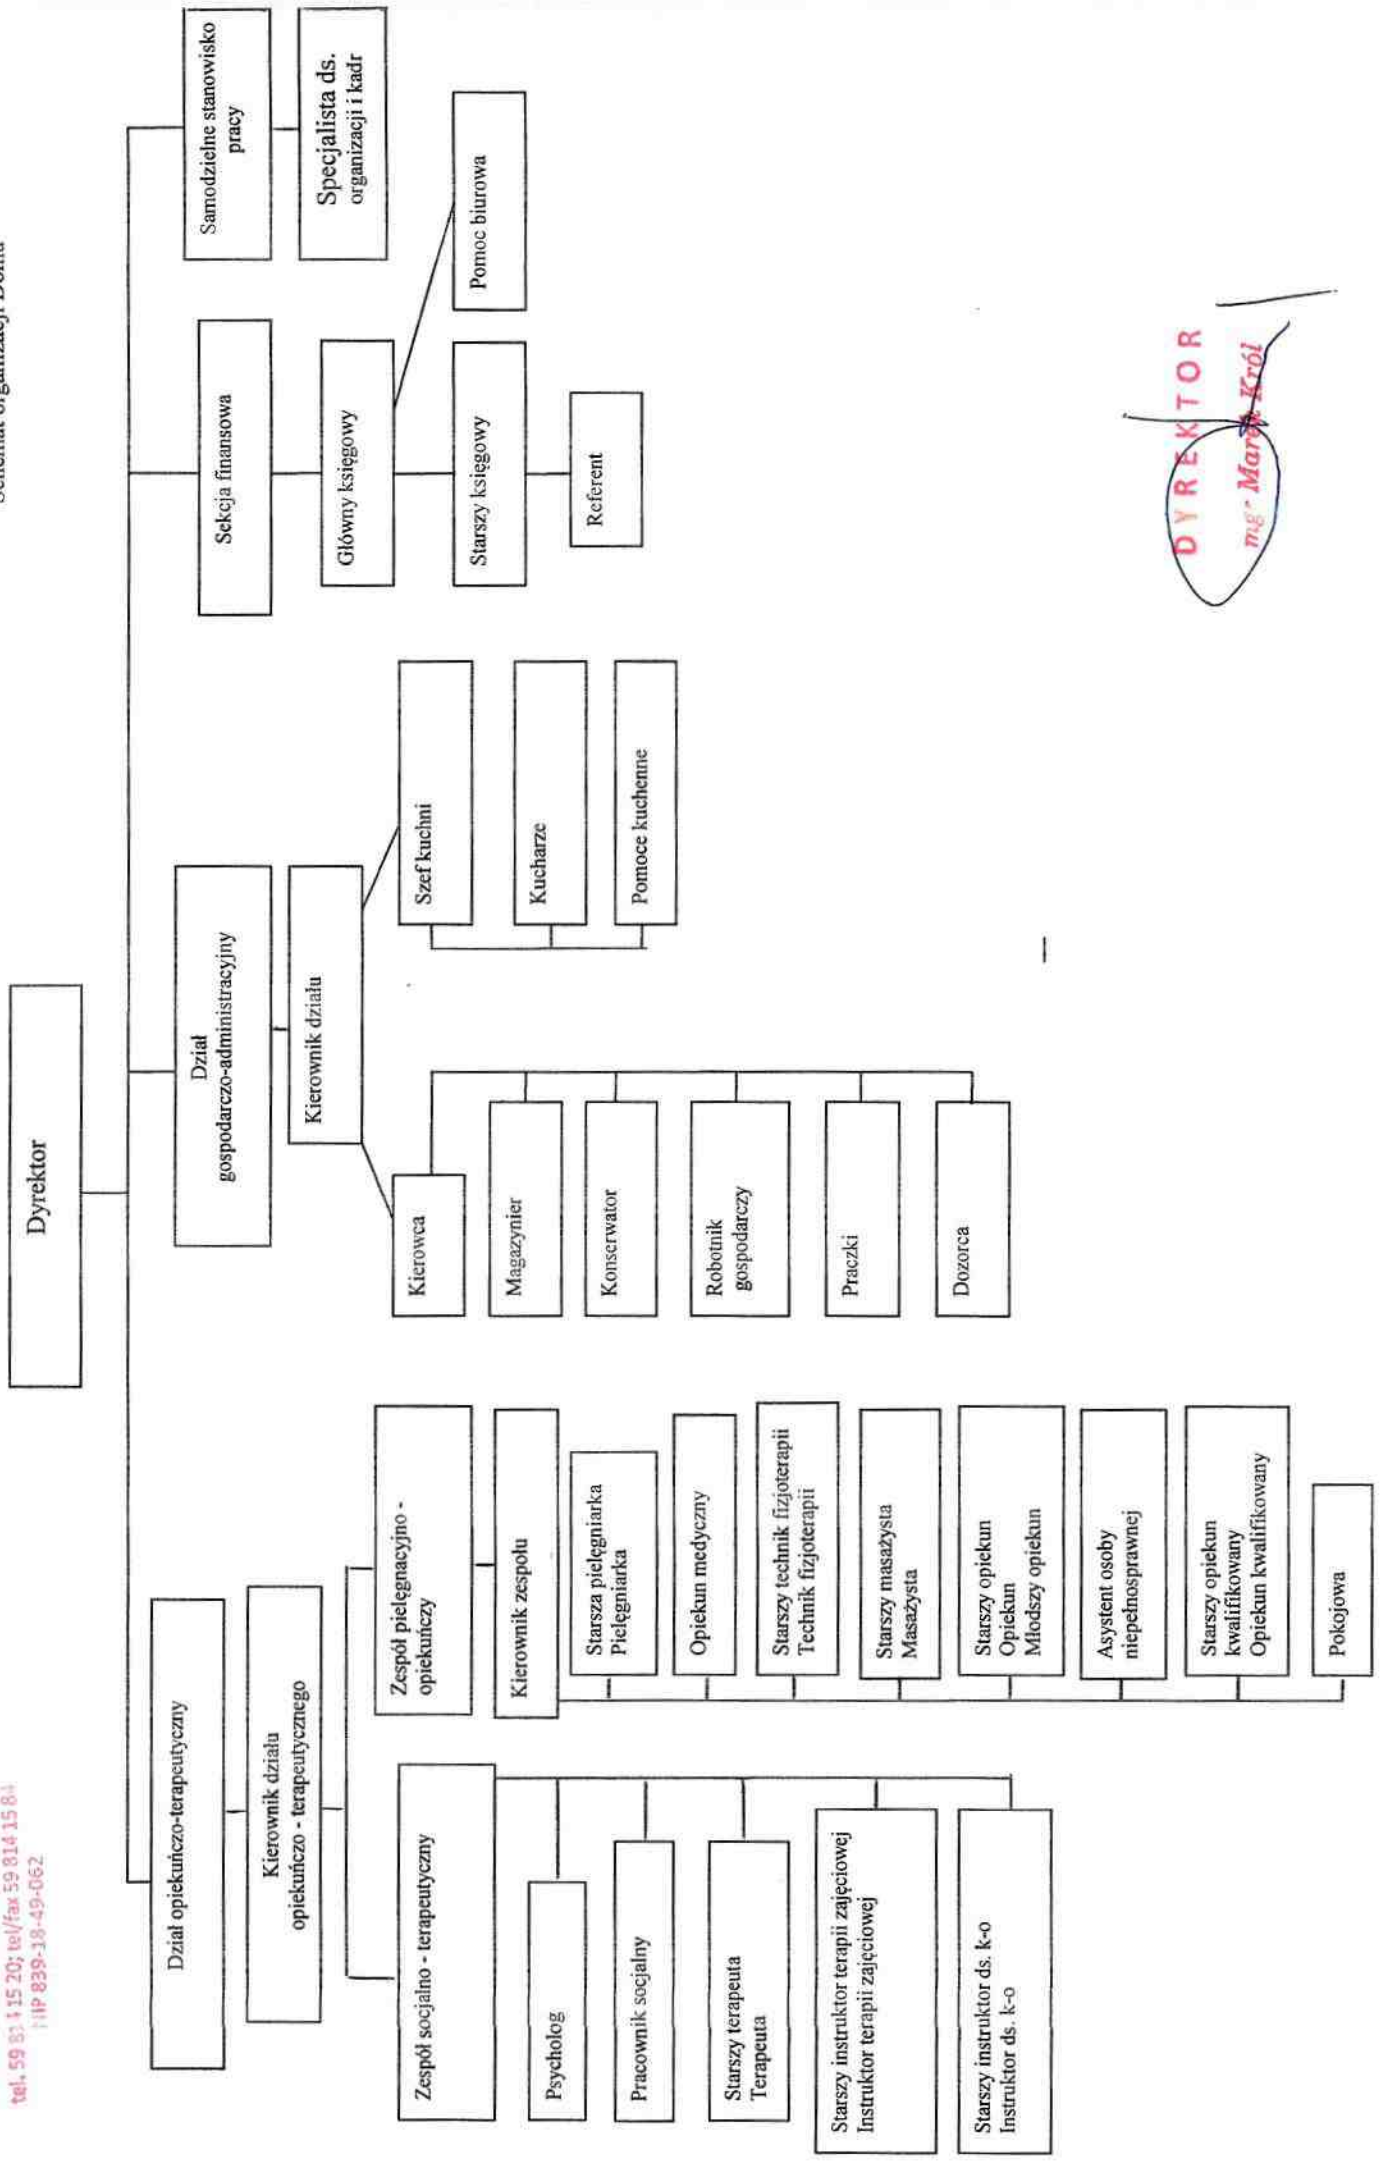 tel. 59 814 15 20; tel/fax 59 814 15 84
NIP 839-18-49-062
Schemat organizacji Domu
Dyrektor
Dział opiekuńczo-terapeutyczny
Kierownik działu
opiekuńczo - terapeutycznego
Zespół socjalno - terapeutyczny
Psycholog
Pracownik socjalny
Starszy terapeuta
Terapeuta
Starszy instruktor terapii zajęciowej
Instruktor terapii zajęciowej
Starszy instruktor ds. k-o
Instruktor ds. k-o
Zespół pielęgnacyjno -
opiekuńczy
Kierownik zespołu
Starsza pielęgniarka
Pielęgniarka
Opiekun medyczny
Starszy technik fizjoterapii
Technik fizjoterapii
Starszy masażysta
Masażysta
Starszy opiekun
Opiekun
Młodszy opiekun
Asystent osoby
niepełnosprawnej
Starszy opiekun
kwalifikowany
Opiekun kwalifikowany
Pokojowa
Dział
gospodarczo-administracyjny
Kierownik działu
Kierowca
Magazynier
Konserwator
Robotnik
gospodarczy
Praczki
Dozorca
Szef kuchni
Kucharze
Pomoce kuchenne
Sekcja finansowa
Główny księgowy
Starszy księgowy
Referent
Pomoc biurowa
Samodzielne stanowisko
pracy
Specjalista ds.
organizacji i kadr
DYREKTOR
mgr Marek Król